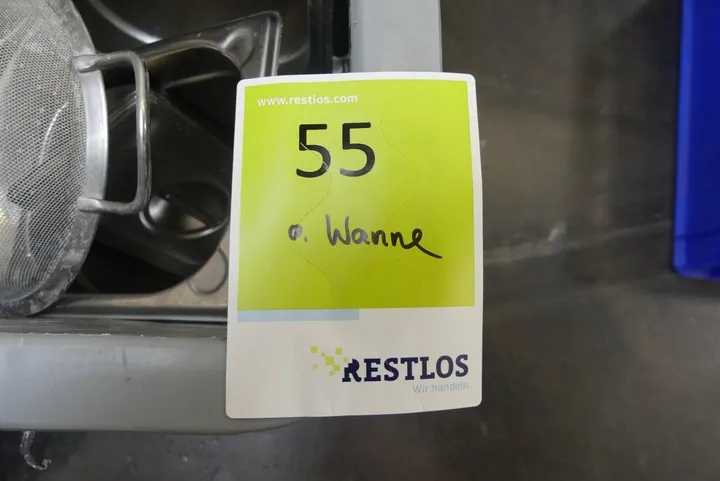 www.restlos.com
55
o. Wanne
RESTLOS
Wir handeln.